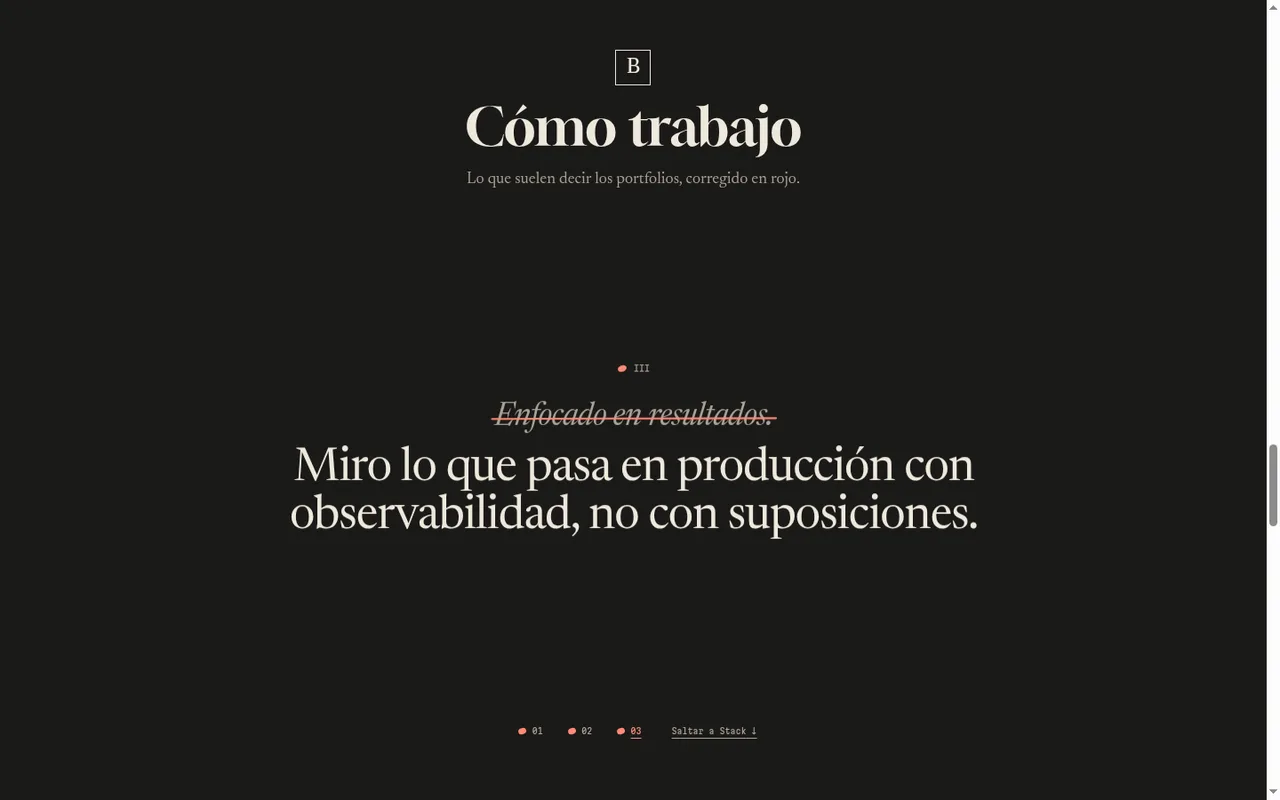 B
Cómo trabajo
Lo que suelen decir los portfolios, corregido en rojo.
III
Enfocado en resultados.
Miro lo que pasa en producción con
observabilidad, no con suposiciones.
01 02 03 Saltar a Stack ↓